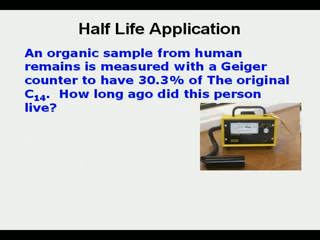 Half Life Application
An organic sample from human
remains is measured with a Geiger
counter to have 30.3% of The original
C₁₄. How long ago did this person
live?